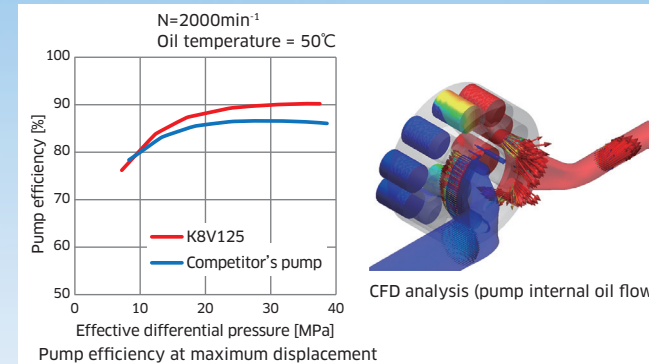 N=2000min⁻¹
Oil temperature = 50℃
100
90
80
70
60
50
Pump efficiency [%]
K8V125
Competitor's pump
0 10 20 30 40
Effective differential pressure [MPa]
Pump efficiency at maximum displacement
CFD analysis (pump internal oil flow